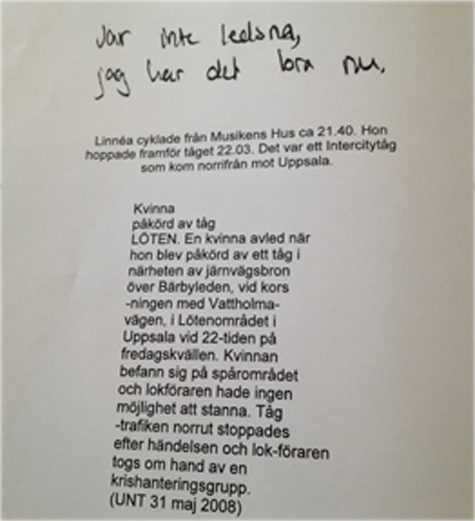 Var inte ledsna,
jag har det bra nu.
Linnéa cyklade från Musikens Hus ca 21.40. Hon
hoppade framför tåget 22.03. Det var ett Intercitytåg
som kom norrifrån mot Uppsala.
Kvinna
påkörd av tåg
LÖTEN. En kvinna avled när
hon blev påkörd av ett tåg i
närheten av järnvägsbron
över Bärbyleden, vid kors
-ningen med Vattholma-
vägen, i Lötenområdet i
Uppsala vid 22-tiden på
fredagskvällen. Kvinnan
befann sig på spårområdet
och lokföraren hade ingen
möjlighet att stanna. Tåg
-trafiken norrut stoppades
efter händelsen och lok-föraren
togs om hand av en
krishanteringsgrupp.
(UNT 31 maj 2008)